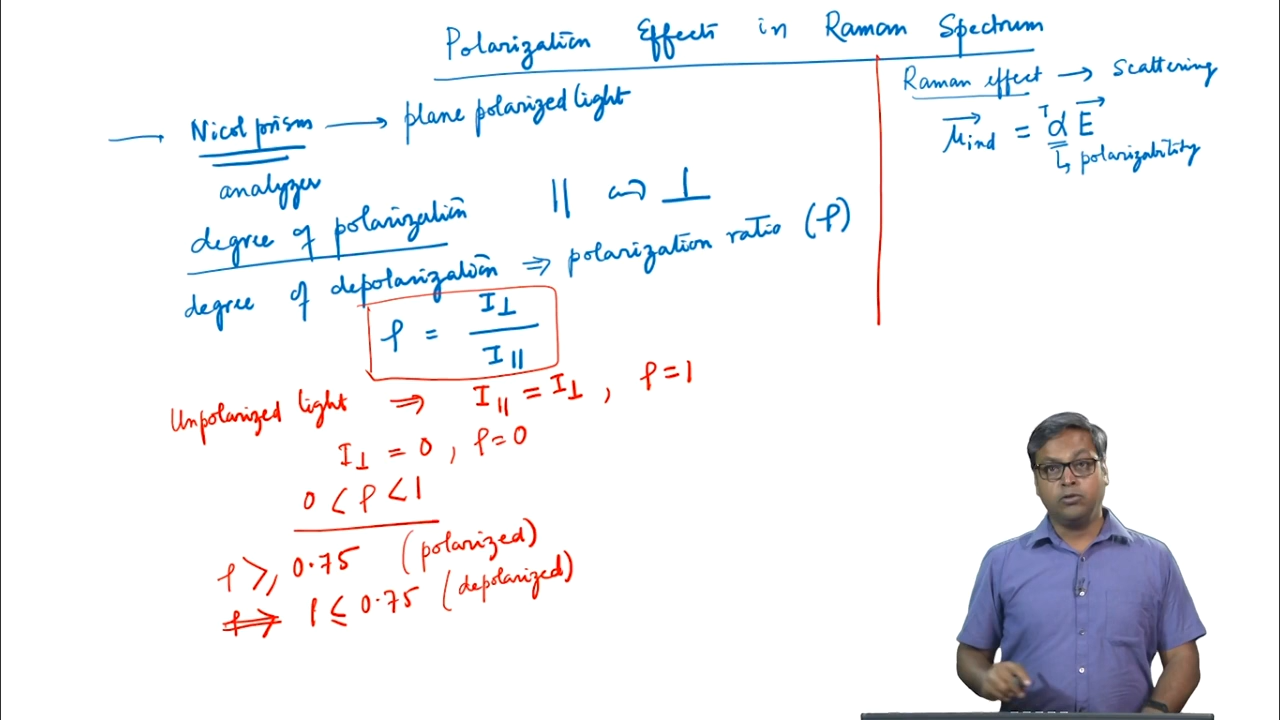 Polarization Effects in Raman Spectrum
→ Nicol prism → plane polarized light
analyzer
degree of polarization || and ⊥
degree of depolarization ⇒ polarization ratio (ρ)
ρ = I⊥ / I||
Unpolarized light ⇒ I|| = I⊥ , ρ = 1
I⊥ = 0 , ρ = 0
0 < ρ < 1
ρ ≥ 0.75 (polarized)
ρ ≤ 0.75 (depolarized)
Raman effect → Scattering
μind = α E
↳ polarizability